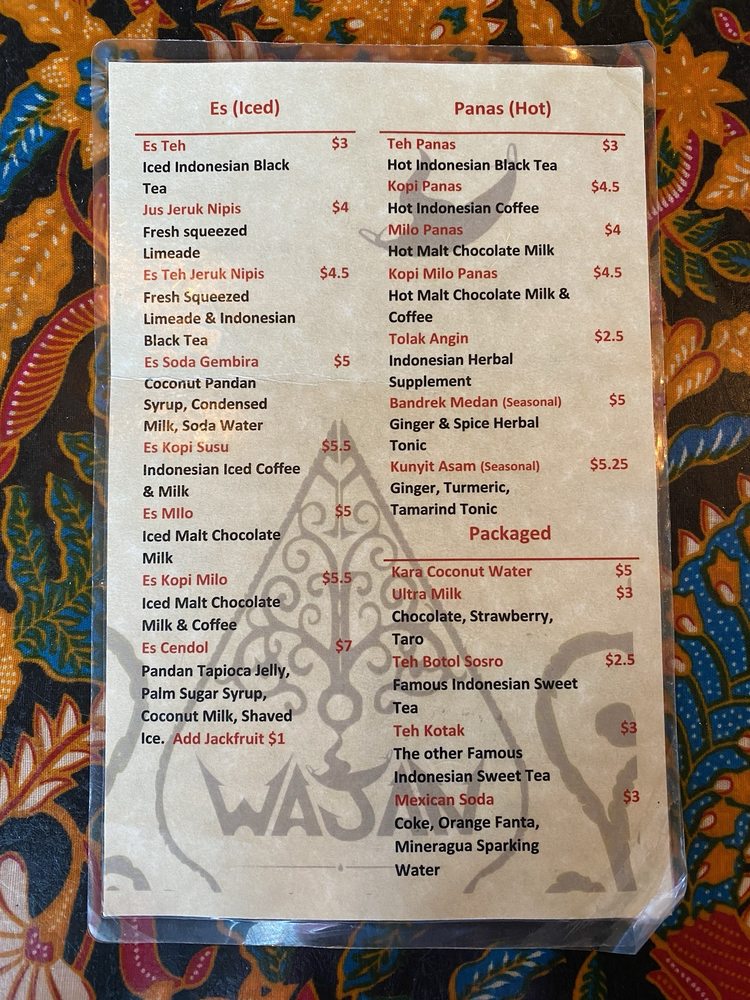 Es (Iced)
Es Teh $3
Iced Indonesian Black
Tea
Jus Jeruk Nipis $4
Fresh squeezed
Limeade
Es Teh Jeruk Nipis $4.5
Fresh Squeezed
Limeade & Indonesian
Black Tea
Es Soda Gembira $5
Coconut Pandan
Syrup, Condensed
Milk, Soda Water
Es Kopi Susu $5.5
Indonesian Iced Coffee
& Milk
Es MIlo $5
Iced Malt Chocolate
Milk
Es Kopi Milo $5.5
Iced Malt Chocolate
Milk & Coffee
Es Cendol $7
Pandan Tapioca Jelly,
Palm Sugar Syrup,
Coconut Milk, Shaved
Ice. Add Jackfruit $1
Panas (Hot)
Teh Panas $3
Hot Indonesian Black Tea
Kopi Panas $4.5
Hot Indonesian Coffee
Milo Panas $4
Hot Malt Chocolate Milk
Kopi Milo Panas $4.5
Hot Malt Chocolate Milk &
Coffee
Tolak Angin $2.5
Indonesian Herbal
Supplement
Bandrek Medan (Seasonal) $5
Ginger & Spice Herbal
Tonic
Kunyit Asam (Seasonal) $5.25
Ginger, Turmeric,
Tamarind Tonic
Packaged
Kara Coconut Water $5
Ultra Milk $3
Chocolate, Strawberry,
Taro
Teh Botol Sosro $2.5
Famous Indonesian Sweet
Tea
Teh Kotak $3
The other Famous
Indonesian Sweet Tea
Mexican Soda $3
Coke, Orange Fanta,
Mineragua Sparking
Water
WAJAN